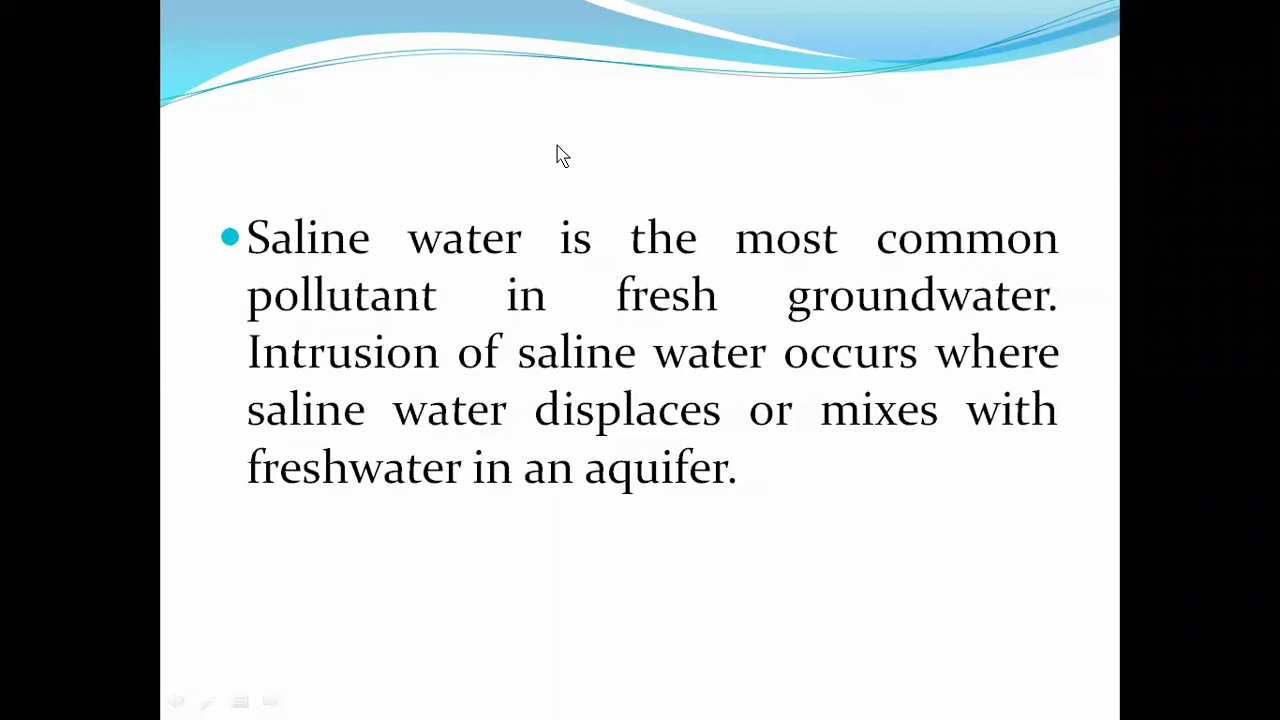 Saline water is the most common
pollutant in fresh groundwater.
Intrusion of saline water occurs where
saline water displaces or mixes with
freshwater in an aquifer.